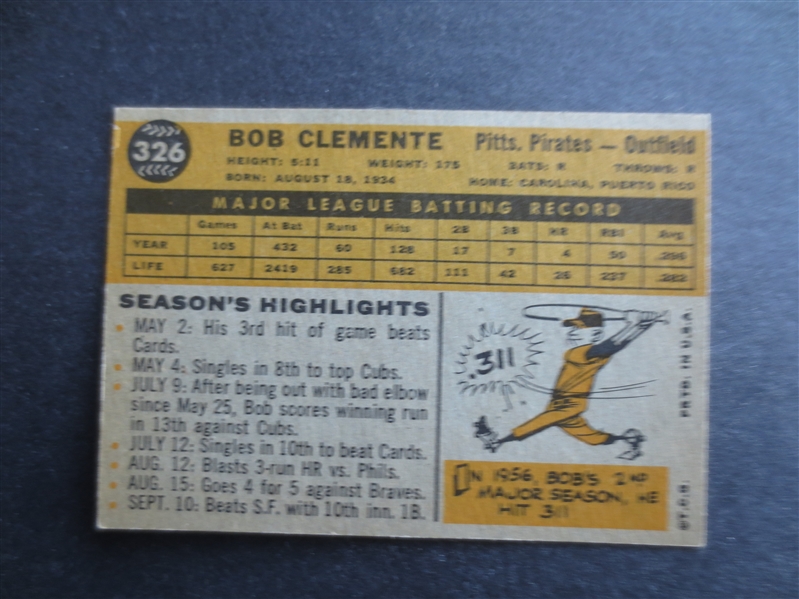 326
BOB CLEMENTE Pitts. Pirates — Outfield
HEIGHT: 5:11 WEIGHT: 175 BATS: R THROWS: R
BORN: AUGUST 18, 1934 HOME: CAROLINA, PUERTO RICO
MAJOR LEAGUE BATTING RECORD
Games At Bat Runs Hits 2B 3B HR RBI Avg.
YEAR 105 432 60 128 17 7 4 50 .296
LIFE 627 2419 285 682 111 42 26 237 .282
SEASON'S HIGHLIGHTS
• MAY 2: His 3rd hit of game beats
Cards.
• MAY 4: Singles in 8th to top Cubs.
• JULY 9: After being out with bad elbow
since May 25, Bob scores winning run
in 13th against Cubs.
• JULY 12: Singles in 10th to beat Cards.
• AUG. 12: Blasts 3-run HR vs. Phils.
• AUG. 15: Goes 4 for 5 against Braves.
• SEPT. 10: Beats S.F. with 10th inn. 1B.
.311
IN 1956, BOB'S 2ND
MAJOR SEASON, HE
HIT .311
©T.C.G. PRTD. IN U.S.A.